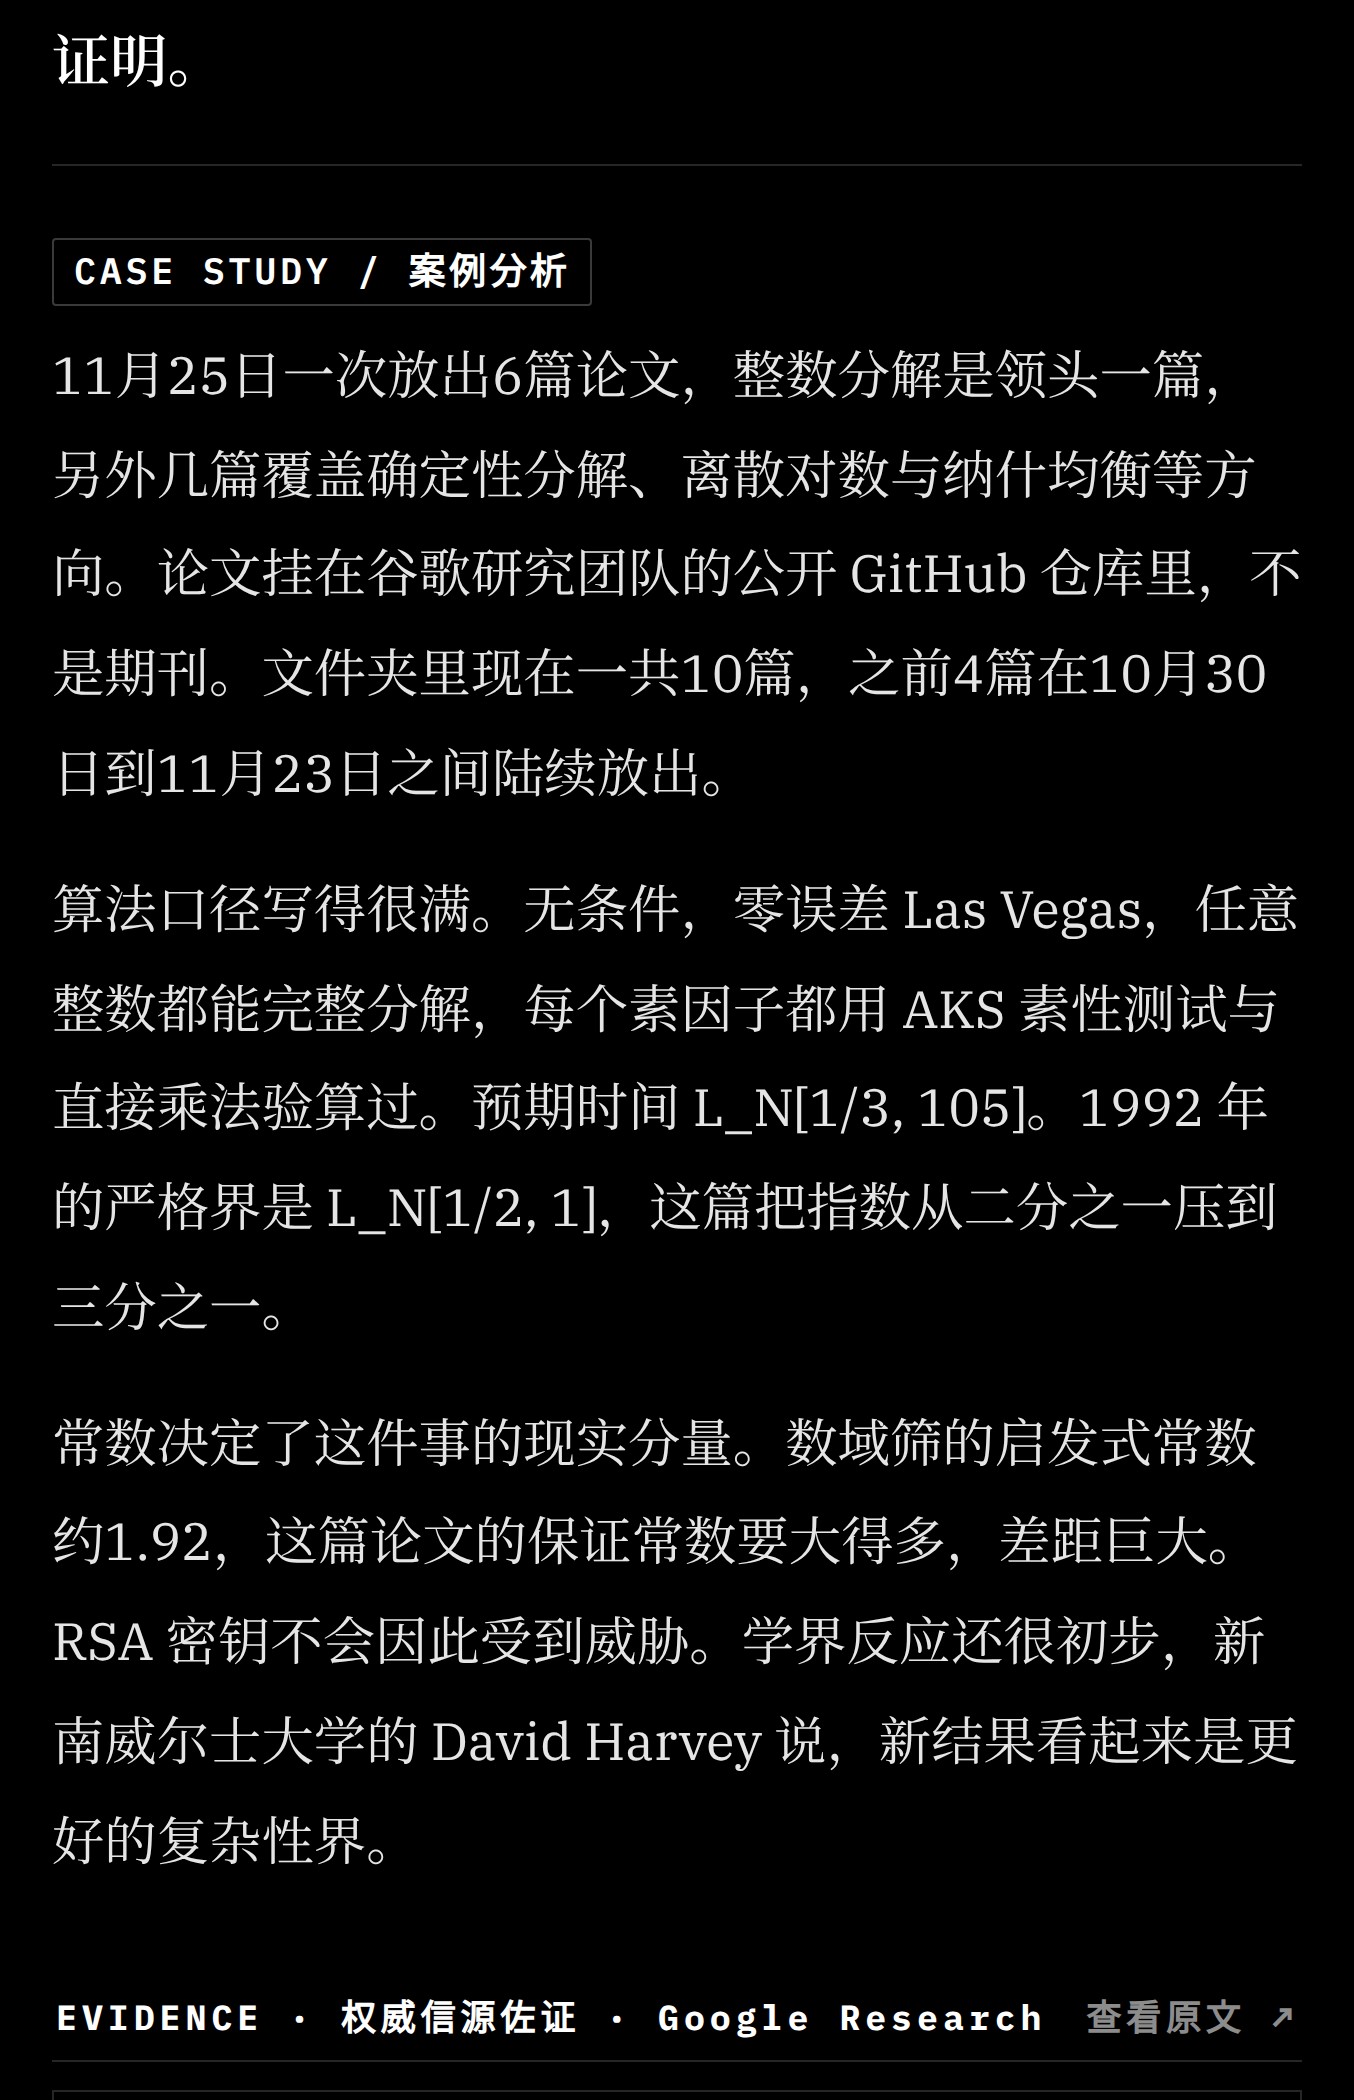 证明。
CASE STUDY / 案例分析
11月25日一次放出6篇论文，整数分解是领头一篇，
另外几篇覆盖确定性分解、离散对数与纳什均衡等方
向。论文挂在谷歌研究团队的公开 GitHub 仓库里，不
是期刊。文件夹里现在一共10篇，之前4篇在10月30
日到11月23日之间陆续放出。
算法口径写得很满。无条件，零误差 Las Vegas，任意
整数都能完整分解，每个素因子都用 AKS 素性测试与
直接乘法验算过。预期时间 L_N[1/3, 105]。1992 年
的严格界是 L_N[1/2, 1]，这篇把指数从二分之一压到
三分之一。
常数决定了这件事的现实分量。数域筛的启发式常数
约1.92，这篇论文的保证常数要大得多，差距巨大。
RSA 密钥不会因此受到威胁。学界反应还很初步，新
南威尔士大学的 David Harvey 说，新结果看起来是更
好的复杂性界。
EVIDENCE · 权威信源佐证 · Google Research 查看原文 ↗